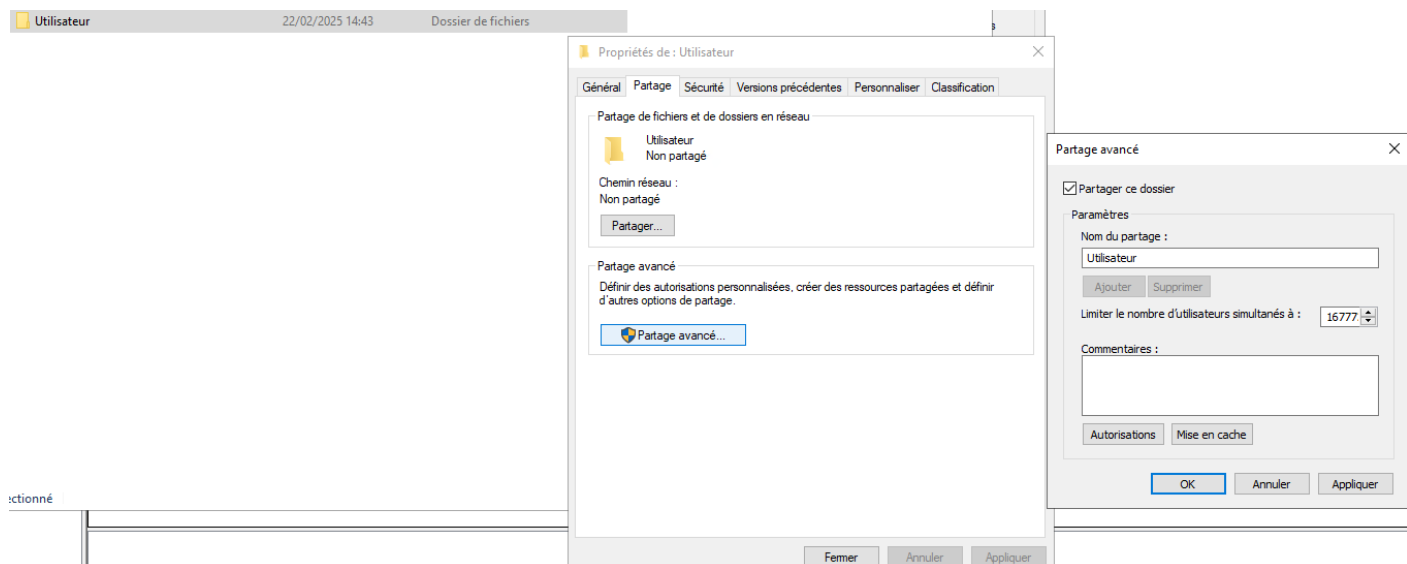 Utilisateur 22/02/2025 14:43 Dossier de fichiers
Propriétés de : Utilisateur
Général Partage Sécurité Versions précédentes Personnaliser Classification
Partage de fichiers et de dossiers en réseau
Utilisateur
Non partagé
Chemin réseau :
Non partagé
Partager...
Partage avancé
Définir des autorisations personnalisées, créer des ressources partagées et définir
d'autres options de partage.
Partage avancé...
Fermer Annuler Appliquer
Partage avancé
Partager ce dossier
Paramètres
Nom du partage :
Utilisateur
Ajouter Supprimer
Limiter le nombre d'utilisateurs simultanés à : 16777
Commentaires :
Autorisations Mise en cache
OK Annuler Appliquer
ectionné